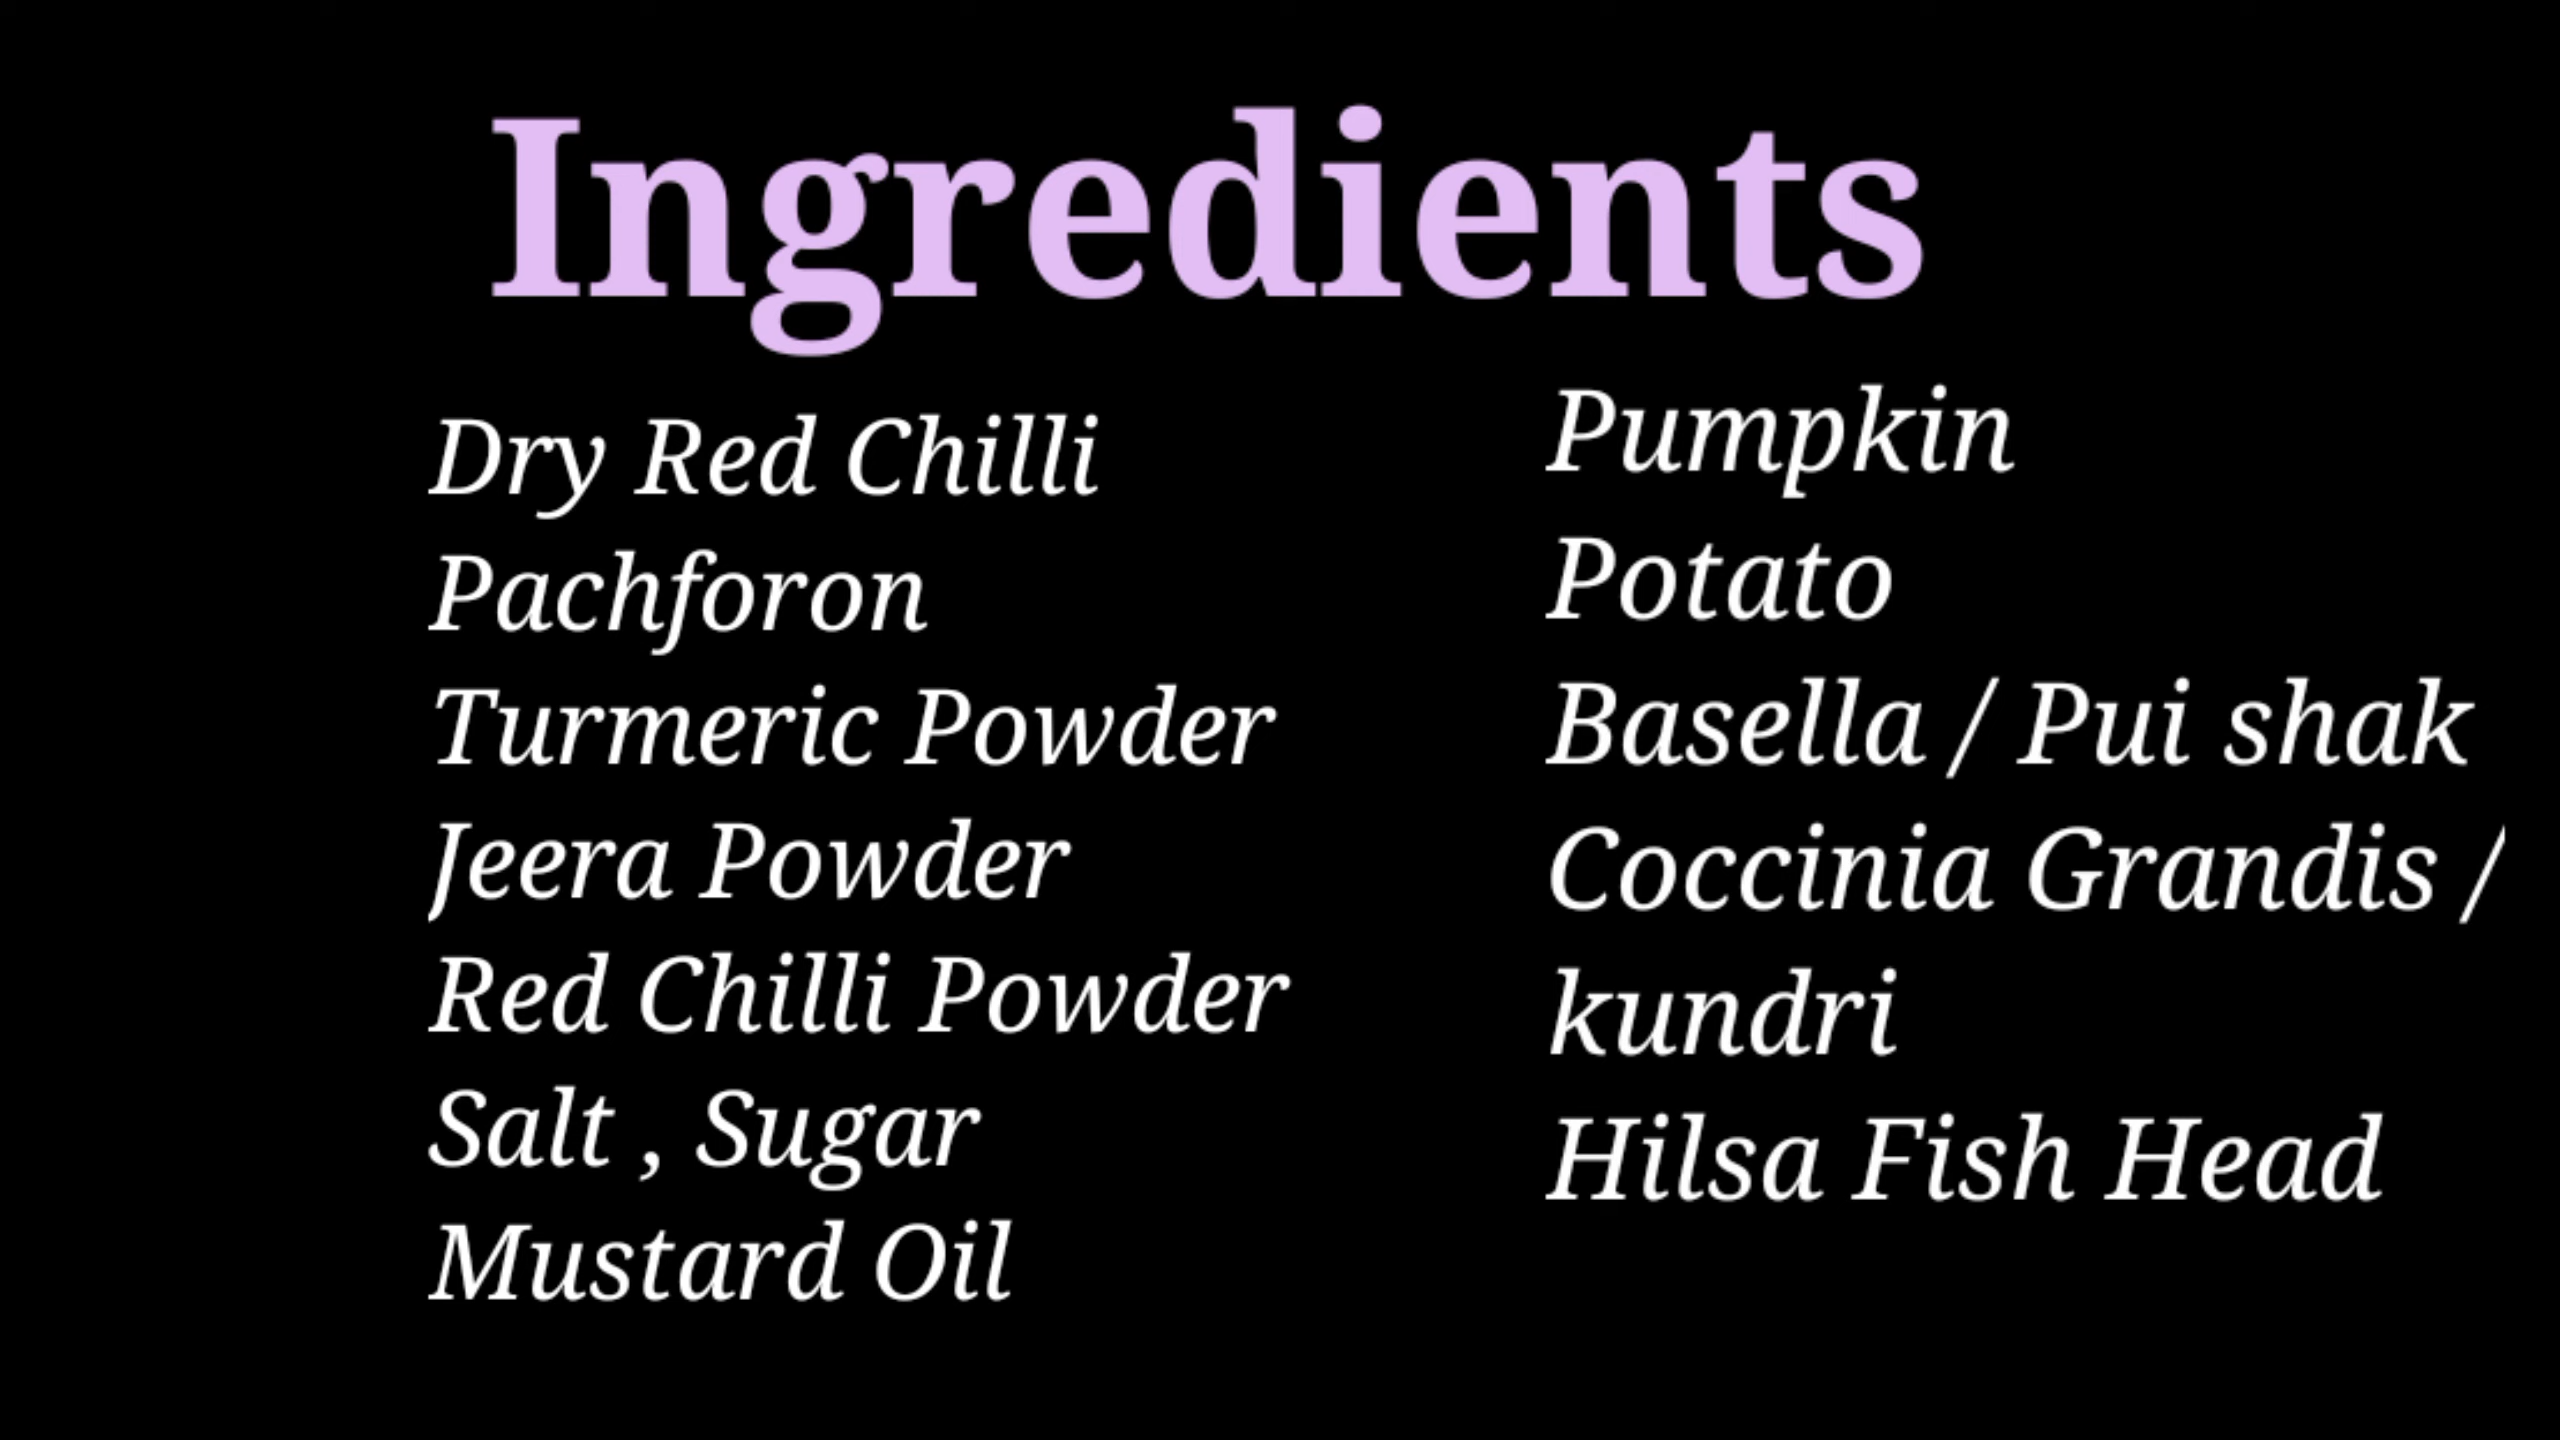 Ingredients
Dry Red Chilli
Pachforon
Turmeric Powder
Jeera Powder
Red Chilli Powder
Salt , Sugar
Mustard Oil
Pumpkin
Potato
Basella / Pui shak
Coccinia Grandis /
kundri
Hilsa Fish Head